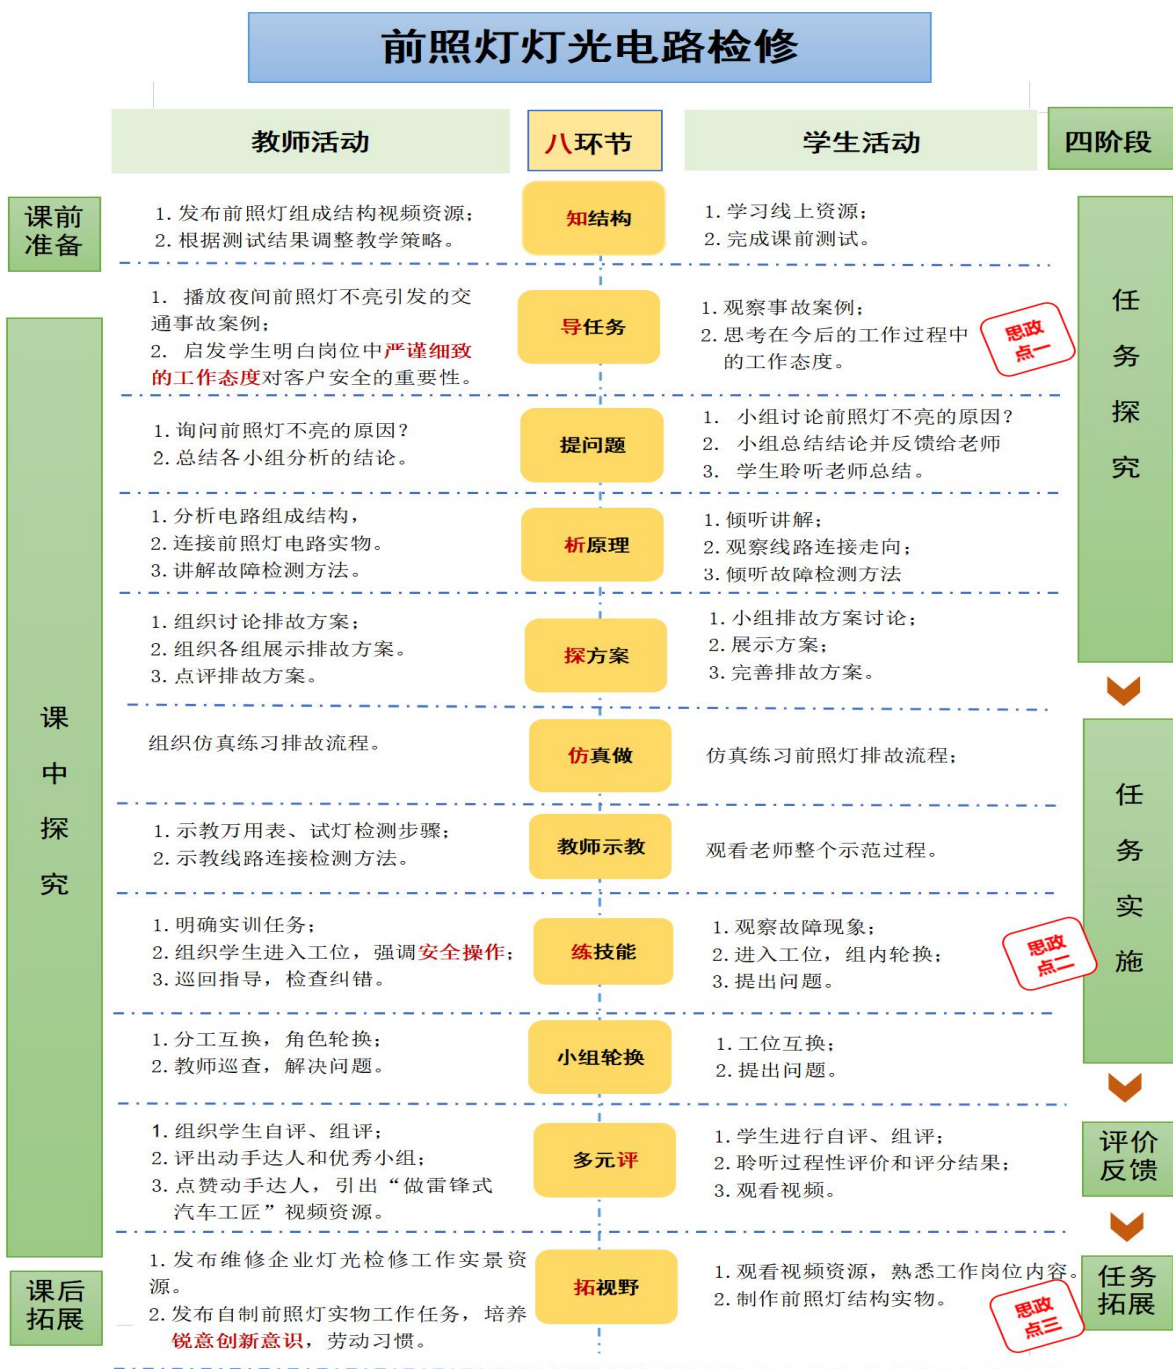 前照灯灯光电路检修
教师活动
八环节
学生活动
四阶段
课前
准备
1.发布前照灯组成结构视频资源；
2.根据测试结果调整教学策略。
知结构
1.学习线上资源；
2.完成课前测试。
任务探究
课中探究
1. 播放夜间前照灯不亮引发的交
通事故案例；
2. 启发学生明白岗位中严谨细致
的工作态度对客户安全的重要性。
导任务
1.观察事故案例；
2.思考在今后的工作过程中
的工作态度。
思政
点一
1.询问前照灯不亮的原因？
2.总结各小组分析的结论。
提问题
1. 小组讨论前照灯不亮的原因？
2. 小组总结结论并反馈给老师
3. 学生聆听老师总结。
1.分析电路组成结构，
2.连接前照灯电路实物。
3.讲解故障检测方法。
析原理
1.倾听讲解；
2.观察线路连接走向；
3.倾听故障检测方法
1.组织讨论排故方案；
2.组织各组展示排故方案。
3.点评排故方案。
探方案
1.小组排故方案讨论；
2.展示方案；
3.完善排故方案。
组织仿真练习排故流程。
仿真做
仿真练习前照灯排故流程；
任务实施
1.示教万用表、试灯检测步骤；
2.示教线路连接检测方法。
教师示教
观看老师整个示范过程。
1.明确实训任务；
2.组织学生进入工位，强调安全操作；
3.巡回指导，检查纠错。
练技能
1.观察故障现象；
2.进入工位，组内轮换；
3.提出问题。
思政
点二
1.分工互换，角色轮换；
2.教师巡查，解决问题。
小组轮换
1.工位互换；
2.提出问题。
1.组织学生自评、组评；
2.评出动手达人和优秀小组；
3.点赞动手达人，引出“做雷锋式
汽车工匠”视频资源。
多元评
1.学生进行自评、组评；
2.聆听过程性评价和评分结果；
3.观看视频。
评价
反馈
课后
拓展
1.发布维修企业灯光检修工作实景资
源。
2.发布自制前照灯实物工作任务，培养
锐意创新意识，劳动习惯。
拓视野
1.观看视频资源，熟悉工作岗位内容。
2.制作前照灯结构实物。
思政
点三
任务
拓展